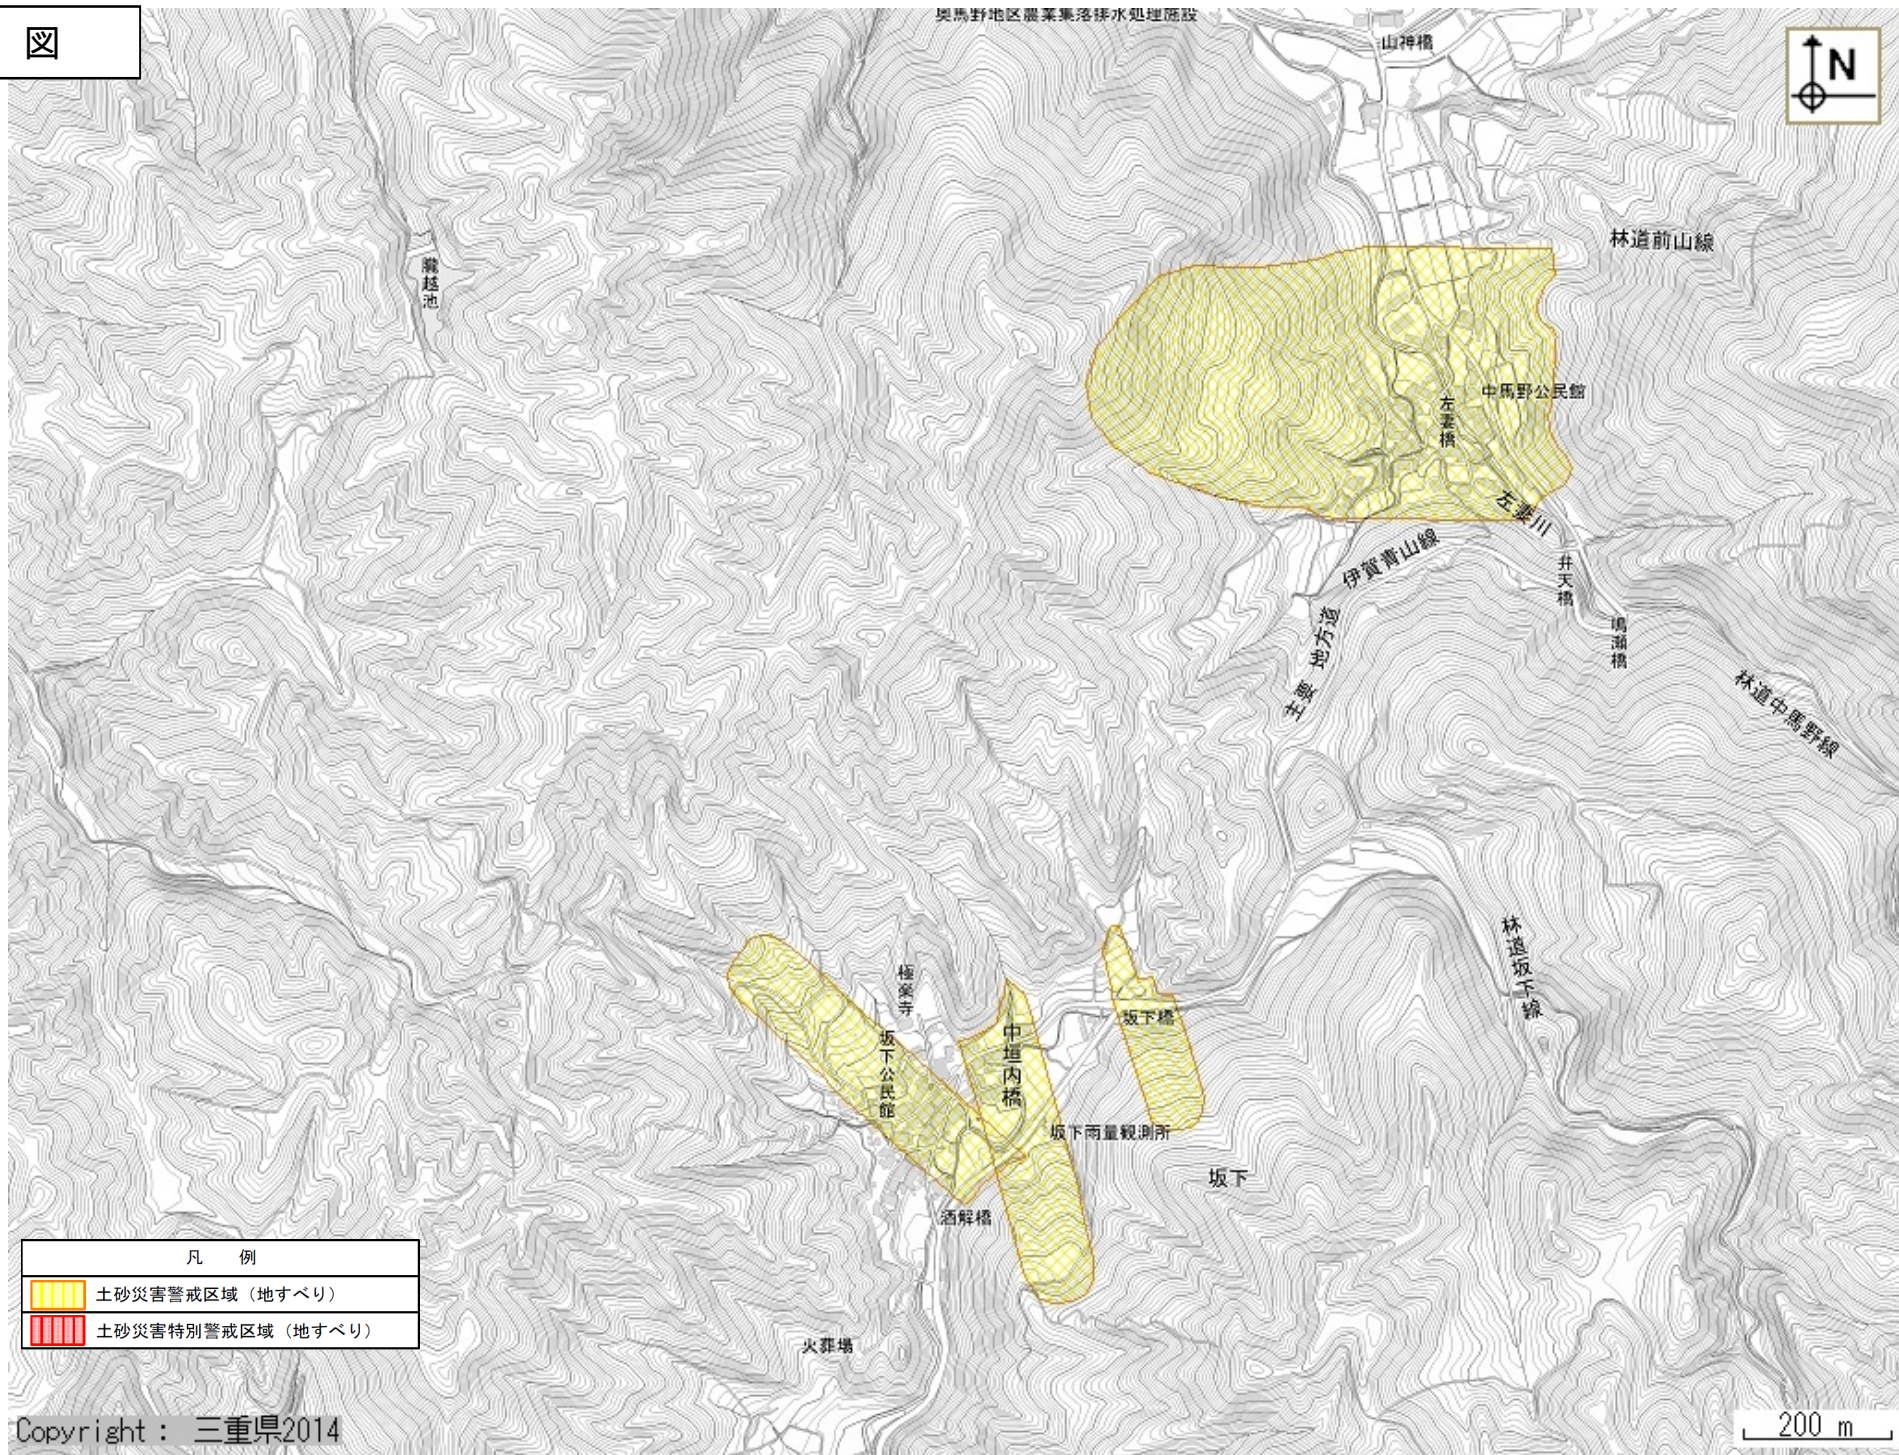 図
奥馬野地区農業集落排水処理施設
山神橋
N
林道前山線
朧越池
中馬野公民館
左妻橋
左妻川
伊賀青山線
弁天橋
主要 地方道
鳴瀬橋
林道中馬野線
林道坂下線
極楽寺
坂下橋
中垣内橋
坂下公民館
坂下雨量観測所
坂下
酒解橋
凡 例
土砂災害警戒区域(地すべり)
土砂災害特別警戒区域(地すべり)
火葬場
Copyright : 三重県2014
200 m